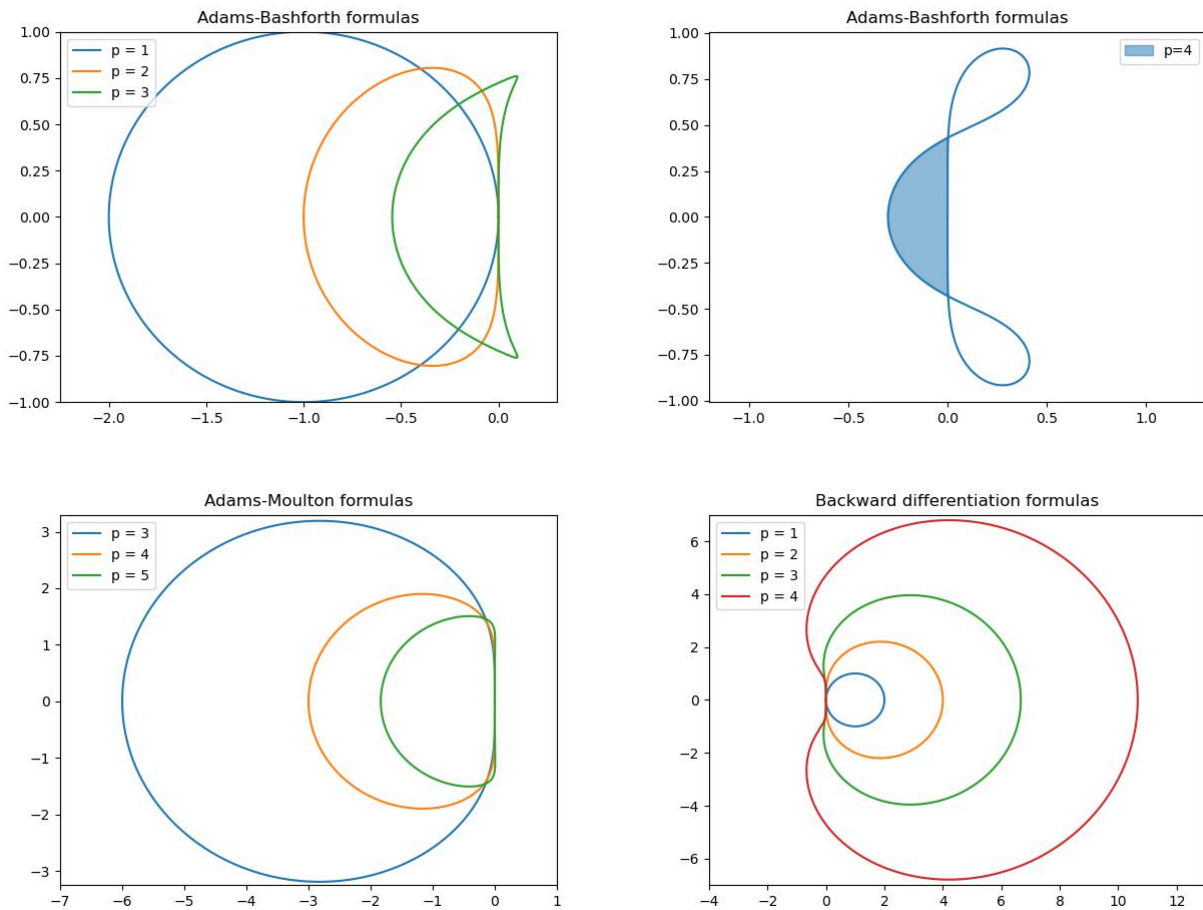 Adams-Bashforth formulas
p = 1
p = 2
p = 3
1.00
0.75
0.50
0.25
0.00
−0.25
−0.50
−0.75
−1.00
−2.0 −1.5 −1.0 −0.5 0.0
Adams-Bashforth formulas
p=4
1.00
0.75
0.50
0.25
0.00
−0.25
−0.50
−0.75
−1.00
−1.0 −0.5 0.0 0.5 1.0
Adams-Moulton formulas
p = 3
p = 4
p = 5
3
2
1
0
−1
−2
−3
−7 −6 −5 −4 −3 −2 −1 0 1
Backward differentiation formulas
p = 1
p = 2
p = 3
p = 4
6
4
2
0
−2
−4
−6
−4 −2 0 2 4 6 8 10 12